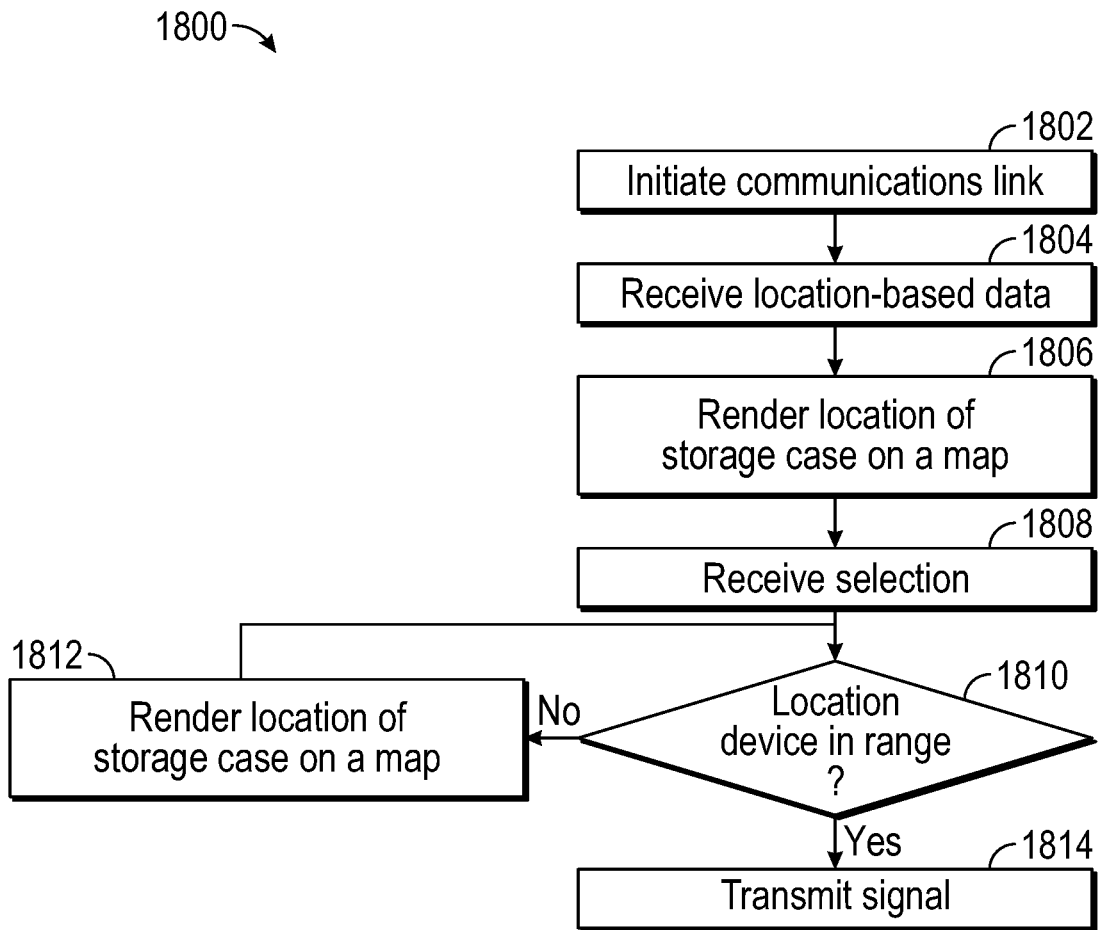 1800
1802
Initiate communications link
1804
Receive location-based data
1806
Render location of
storage case on a map
1808
Receive selection
1812
Render location of
storage case on a map
No
1810
Location
device in range
?
Yes
1814
Transmit signal